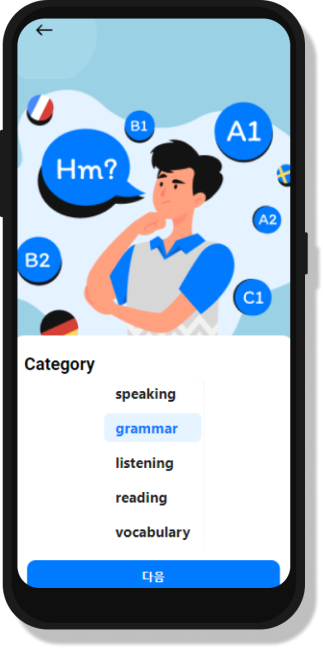 B1
A1
Hm?
A2
B2
C1
Category
speaking
grammar
listening
reading
vocabulary
다음